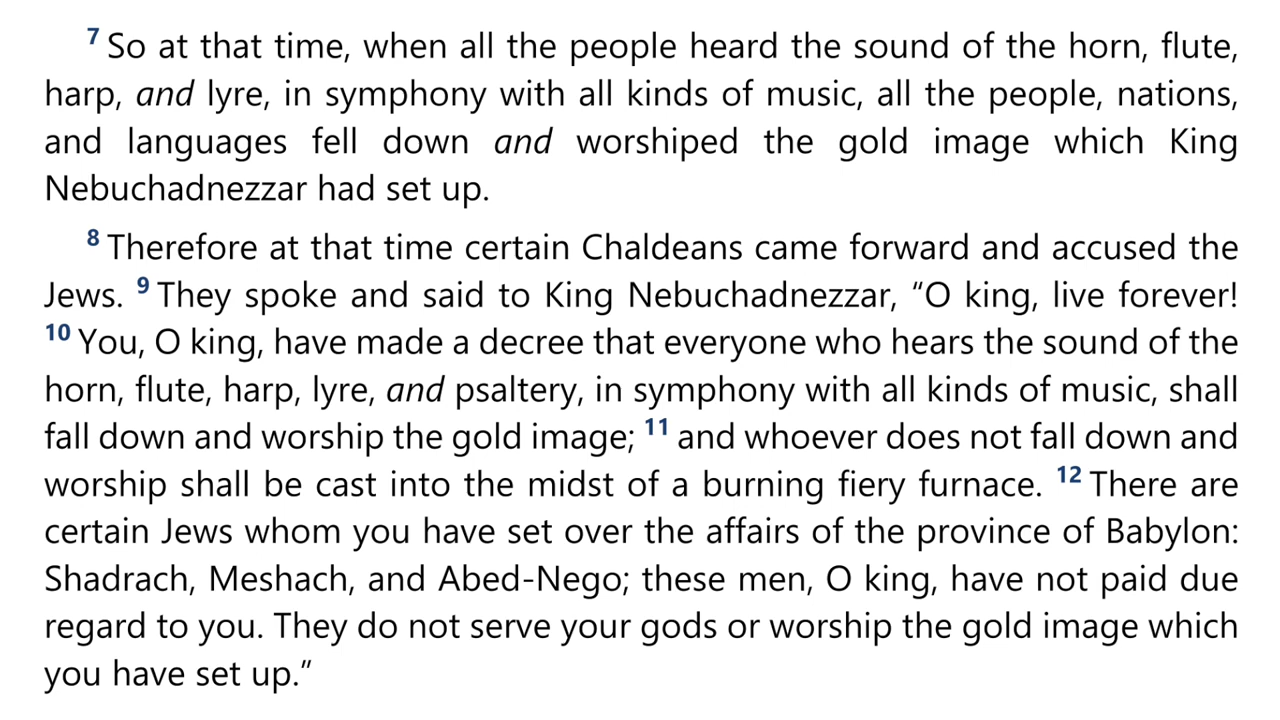 7 So at that time, when all the people heard the sound of the horn, flute,
harp, and lyre, in symphony with all kinds of music, all the people, nations,
and languages fell down and worshiped the gold image which King
Nebuchadnezzar had set up.
8 Therefore at that time certain Chaldeans came forward and accused the
Jews. 9 They spoke and said to King Nebuchadnezzar, “O king, live forever!
10 You, O king, have made a decree that everyone who hears the sound of the
horn, flute, harp, lyre, and psaltery, in symphony with all kinds of music, shall
fall down and worship the gold image; 11 and whoever does not fall down and
worship shall be cast into the midst of a burning fiery furnace. 12 There are
certain Jews whom you have set over the affairs of the province of Babylon:
Shadrach, Meshach, and Abed-Nego; these men, O king, have not paid due
regard to you. They do not serve your gods or worship the gold image which
you have set up.”